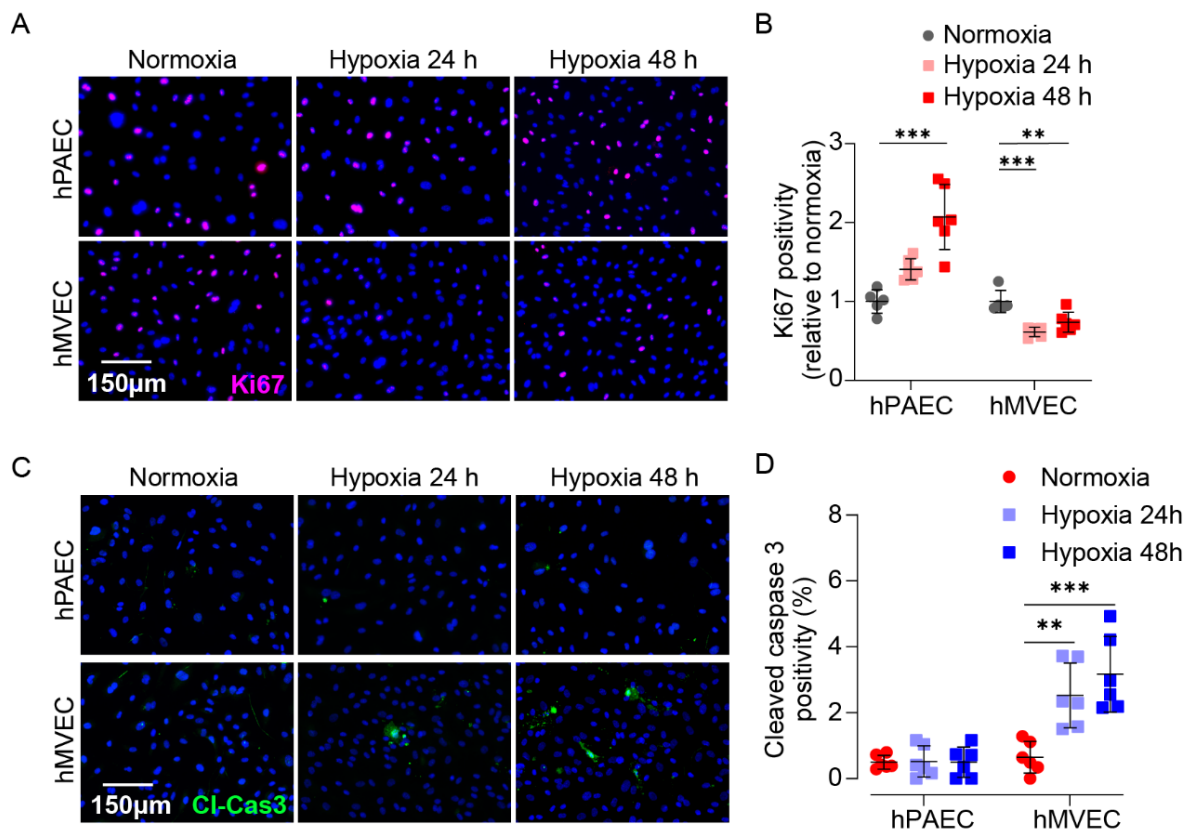 A
Normoxia
Hypoxia 24 h
Hypoxia 48 h
hPAEC
hMVEC
150µm
Ki67
B
Normoxia
Hypoxia 24 h
Hypoxia 48 h
Ki67 positivity
(relative to normoxia)
3
2
1
0
***
**
***
hPAEC
hMVEC
C
Normoxia
Hypoxia 24 h
Hypoxia 48 h
hPAEC
hMVEC
150µm
Cl-Cas3
D
Normoxia
Hypoxia 24h
Hypoxia 48h
Cleaved caspase 3
positivity (%)
8
6
4
2
0
***
**
hPAEC
hMVEC